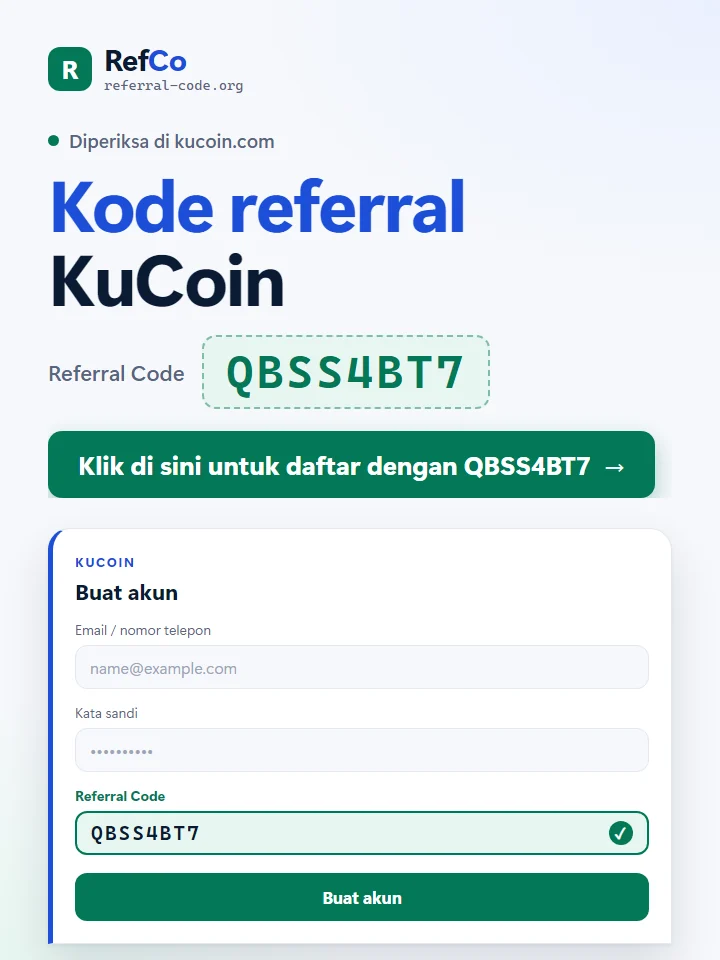 R
RefCo
referral-code.org
Diperiksa di kucoin.com
Kode referral
KuCoin
Referral Code
QBSS4BT7
Klik di sini untuk daftar dengan QBSS4BT7 →
KUCOIN
Buat akun
Email / nomor telepon
name@example.com
Kata sandi
••••••••••
Referral Code
QBSS4BT7
Buat akun